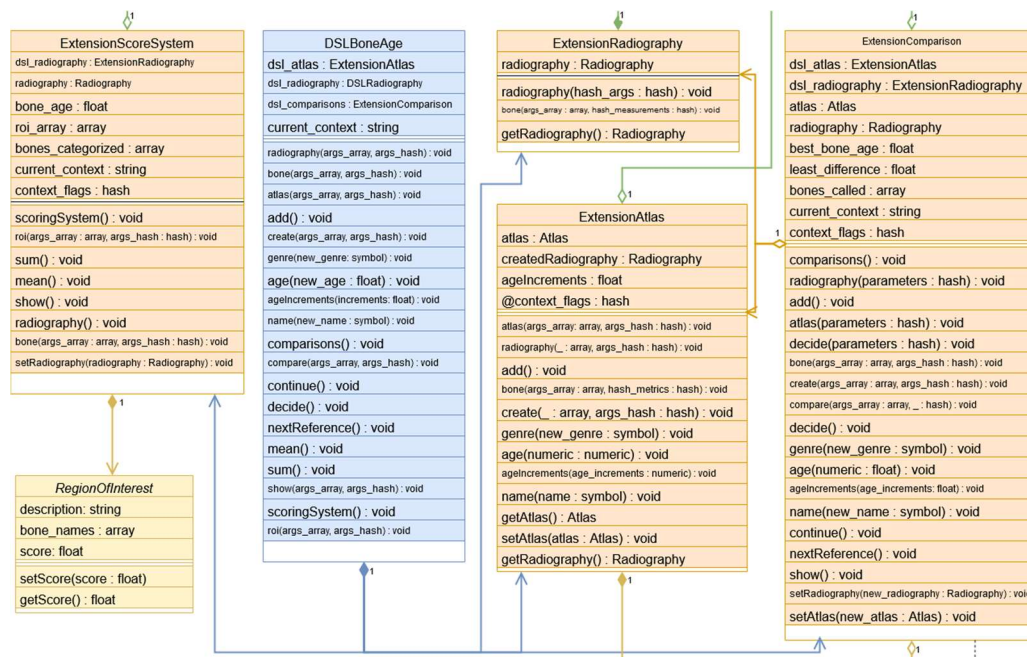 1
ExtensionScoreSystem
dsl_radiography : ExtensionRadiography
radiography : Radiography
bone_age : float
roi_array : array
bones_categorized : array
current_context : string
context_flags : hash
scoringSystem() : void
roi(args_array : array, args_hash : hash) : void
sum() : void
mean() : void
show() : void
radiography() : void
bone(args_array : array, args_hash : hash) : void
setRadiography(radiography : Radiography) : void
1
RegionOfInterest
description: string
bone_names : array
score: float
setScore(score : float)
getScore() : float
DSLBoneAge
dsl_atlas : ExtensionAtlas
dsl_radiography : DSLRadiography
dsl_comparisons : ExtensionComparison
current_context : string
radiography(args_array, args_hash) : void
bone(args_array, args_hash) : void
atlas(args_array, args_hash) : void
add() : void
create(args_array, args_hash) : void
genre(new_genre: symbol) : void
age(new_age : float) : void
ageIncrements(increments: float) : void
name(new_name : symbol) : void
comparisons() : void
compare(args_array, args_hash) : void
continue() : void
decide() : void
nextReference() : void
mean() : void
sum() : void
show(args_array, args_hash) : void
scoringSystem() : void
roi(args_array, args_hash) : void
1
1
ExtensionRadiography
radiography : Radiography
radiography(hash_args : hash) : void
bone(args_array : array, hash_measurements : hash) : void
getRadiography() : Radiography
1
ExtensionAtlas
atlas : Atlas
createdRadiography : Radiography
ageIncrements : float
@context_flags : hash
atlas(args_array: array, args_hash : hash) : void
radiography(_ : array, args_hash : hash) : void
add() : void
bone(args_array : array, hash_metrics : hash) : void
create(_ : array, args_hash : hash) : void
genre(new_genre : symbol) : void
age(numeric : numeric) : void
ageIncrements(age_increments : numeric) : void
name(name : symbol) : void
getAtlas() : Atlas
setAtlas(atlas : Atlas) : void
getRadiography() : Radiography
1
1
1
ExtensionComparison
dsl_atlas : ExtensionAtlas
dsl_radiography : ExtensionRadiography
atlas : Atlas
radiography : Radiography
best_bone_age : float
least_difference : float
bones_called : array
current_context : string
context_flags : hash
comparisons() : void
radiography(parameters : hash) : void
add() : void
atlas(parameters : hash) : void
decide(parameters : hash) : void
bone(args_array : array, args_hash : hash) : void
create(args_array : array, args_hash : hash) : void
compare(args_array : array, _ : hash) : void
decide() : void
genre(new_genre : symbol) : void
age(numeric : float) : void
ageIncrements(age_increments: float) : void
name(new_name : symbol) : void
continue() : void
nextReference() : void
show() : void
setRadiography(new_radiography : Radiography) : voi
setAtlas(new_atlas : Atlas) : void
1